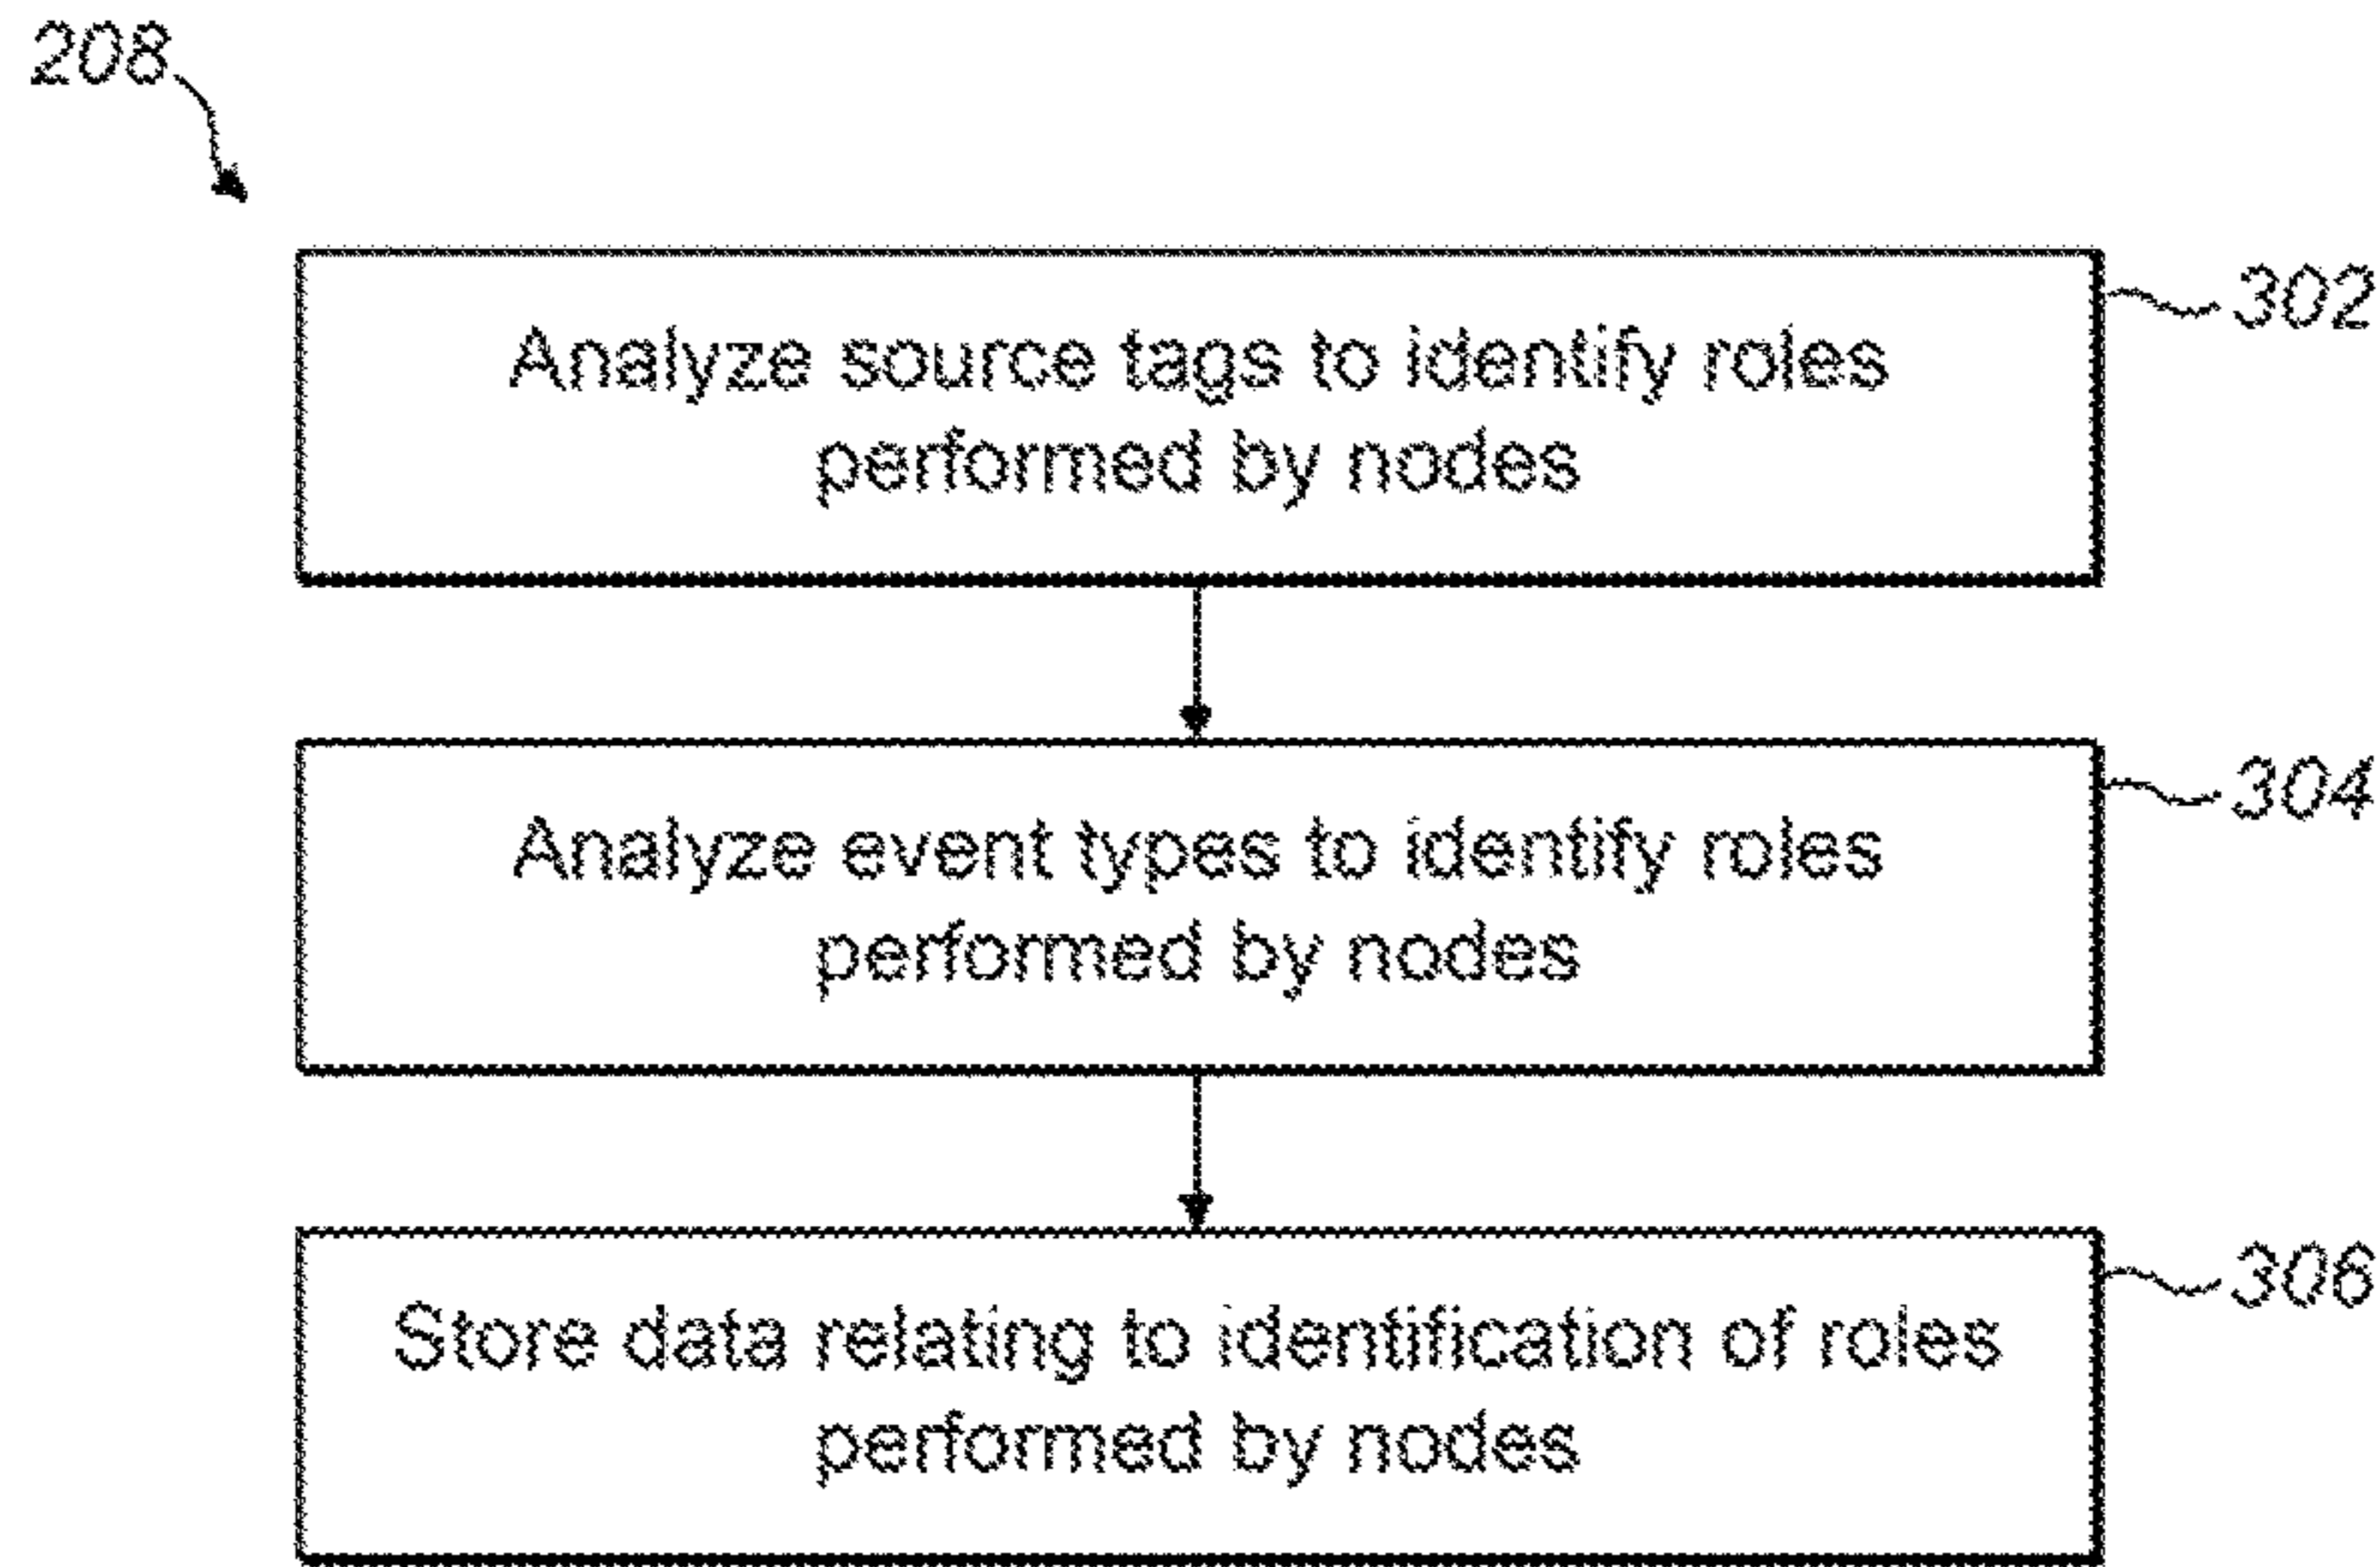 208
302
Analyze source tags to identify roles
performed by nodes
304
Analyze event types to identify roles
performed by nodes
306
Store data relating to identification of roles
performed by nodes